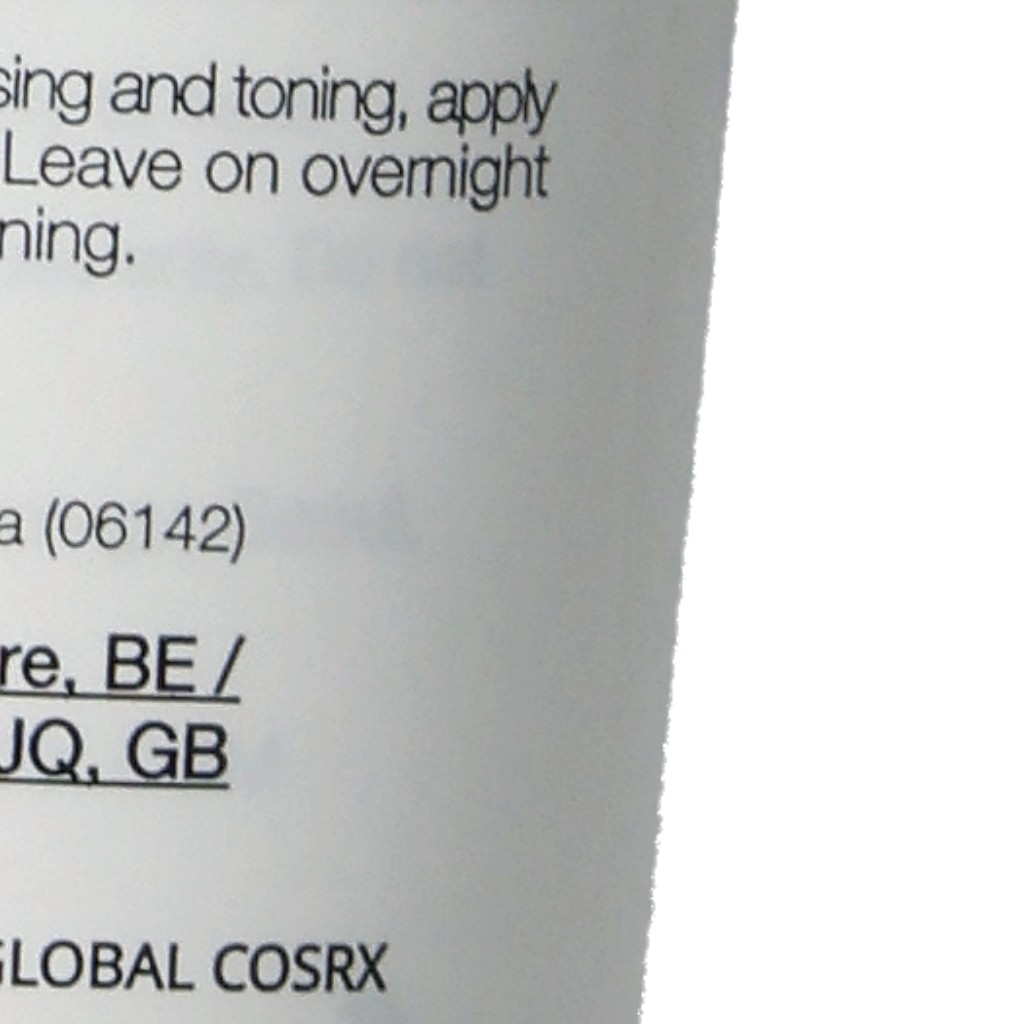 sing and toning, apply
Leave on overnight
ning.
a (06142)
re, BE /
JQ, GB
GLOBAL COSRX